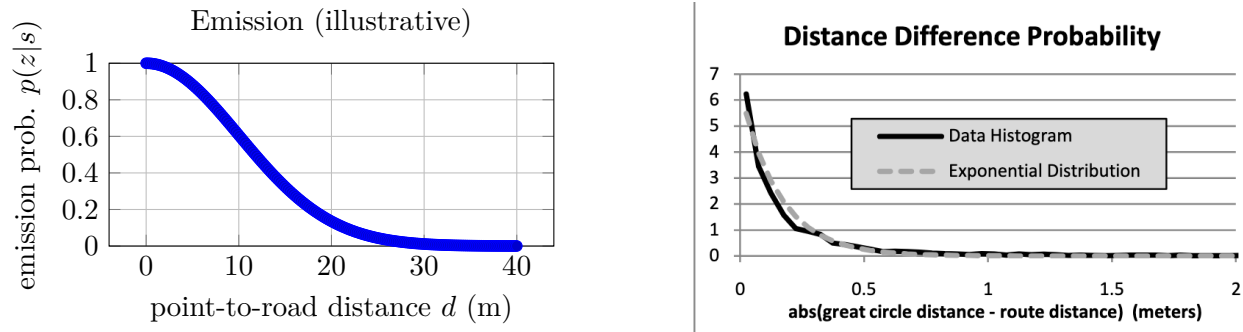 Emission (illustrative)
emission prob. p(z|s)
1
0.8
0.6
0.4
0.2
0
0 10 20 30 40
point-to-road distance d (m)
Distance Difference Probability
7
6
5
4
3
2
1
0
Data Histogram
Exponential Distribution
0 0.5 1 1.5 2
abs(great circle distance - route distance) (meters)